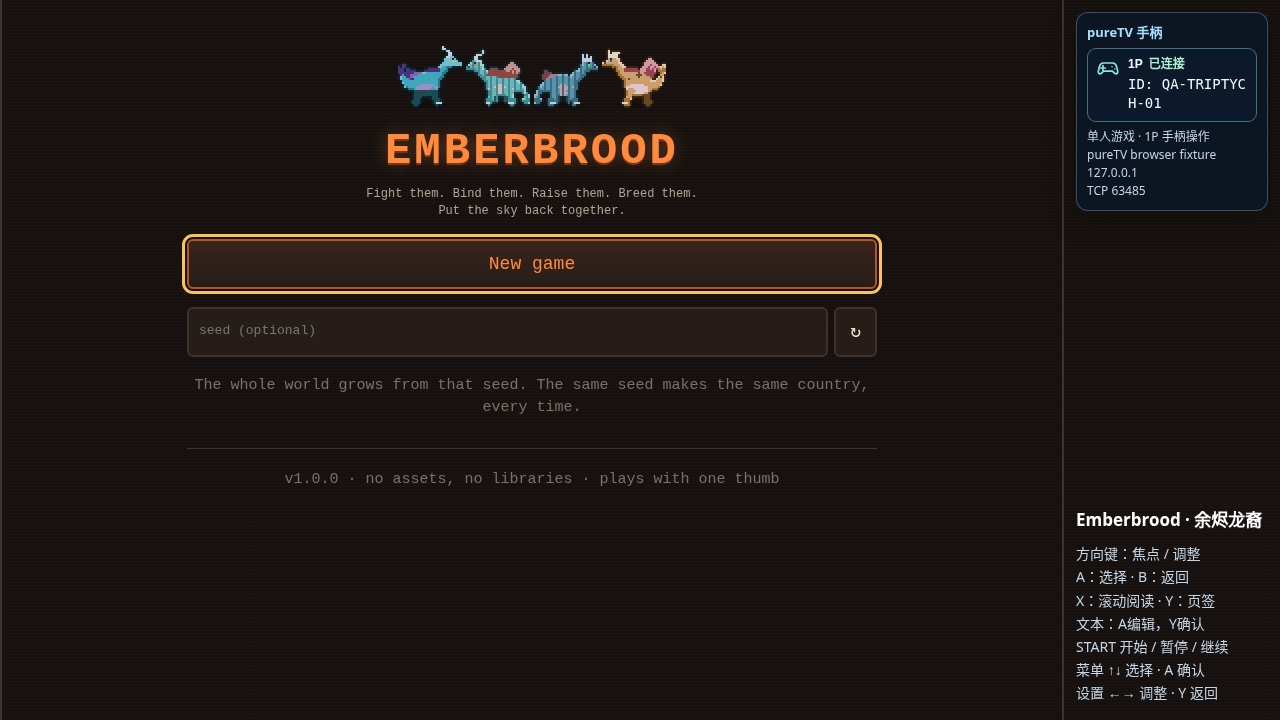 EMBERBROOD
Fight them. Bind them. Raise them. Breed them.
Put the sky back together.
New game
seed (optional)
↻
The whole world grows from that seed. The same seed makes the same country,
every time.
v1.0.0 · no assets, no libraries · plays with one thumb
pureTV 手柄
1P 已连接
ID: QA-TRIPTYC
H-01
单人游戏 · 1P 手柄操作
pureTV browser fixture
127.0.0.1
TCP 63485
Emberbrood · 余烬龙裔
方向键：焦点 / 调整
A：选择 · B：返回
X：滚动阅读 · Y：页签
文本：A编辑，Y确认
START 开始 / 暂停 / 继续
菜单 ↑↓ 选择 · A 确认
设置 ←→ 调整 · Y 返回